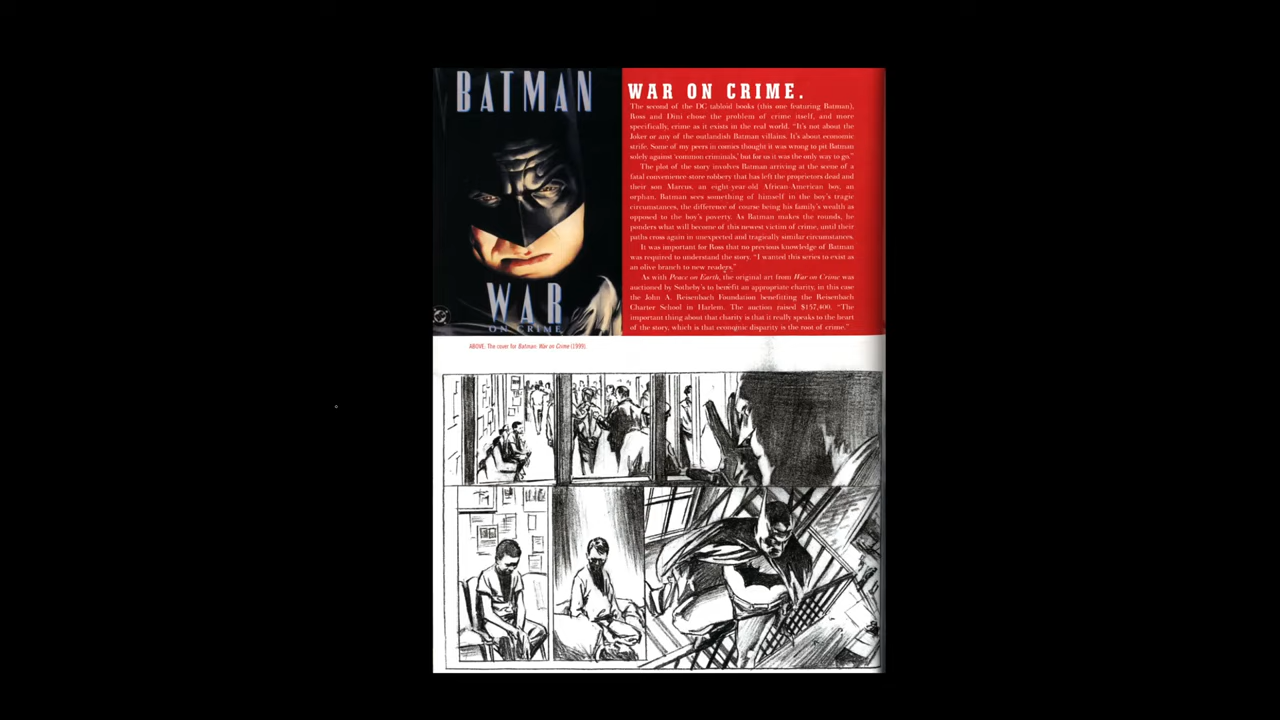 BATMAN
WAR
ON CRIME
WAR ON CRIME.
The second of the DC tabloid books (this one featuring Batman),
Ross and Dini chose the problem of crime itself, and more
specifically, crime as it exists in the real world. “It's not about the
Joker or any of the outlandish Batman villains. It's about economic
strife. Some of my peers in comics thought it was wrong to pit Batman
solely against ‘common criminals,’ but for us it was the only way to go.”
The plot of the story involves Batman arriving at the scene of a
fatal convenience-store robbery that has left the proprietors dead and
their son Marcus, an eight-year-old African-American boy, an
orphan. Batman sees something of himself in the boy's tragic
circumstances, the difference of course being his family's wealth as
opposed to the boy's poverty. As Batman makes the rounds, he
ponders what will become of this newest victim of crime, until their
paths cross again in unexpected and tragically similar circumstances.
It was important for Ross that no previous knowledge of Batman
was required to understand the story. “I wanted this series to exist as
an olive branch to new readers.”
As with Peace on Earth, the original art from War on Crime was
auctioned by Sotheby's to benefit an appropriate charity, in this case
the John A. Reisenbach Foundation benefiting the Reisenbach
Charter School in Harlem. The auction raised $157,400. “The
important thing about that charity is that it really speaks to the heart
of the story, which is that economic disparity is the root of crime.”
ABOVE: The cover for Batman: War on Crime (1999).